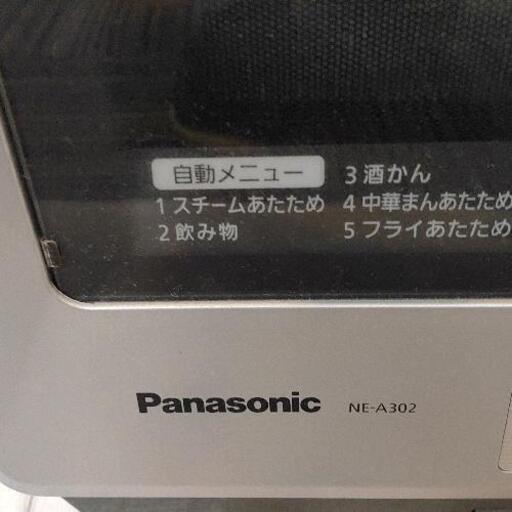 自動メニュー
1 スチームあたため
2 飲み物
3 酒かん
4 中華まんあたため
5 フライあたため
Panasonic NE-A302